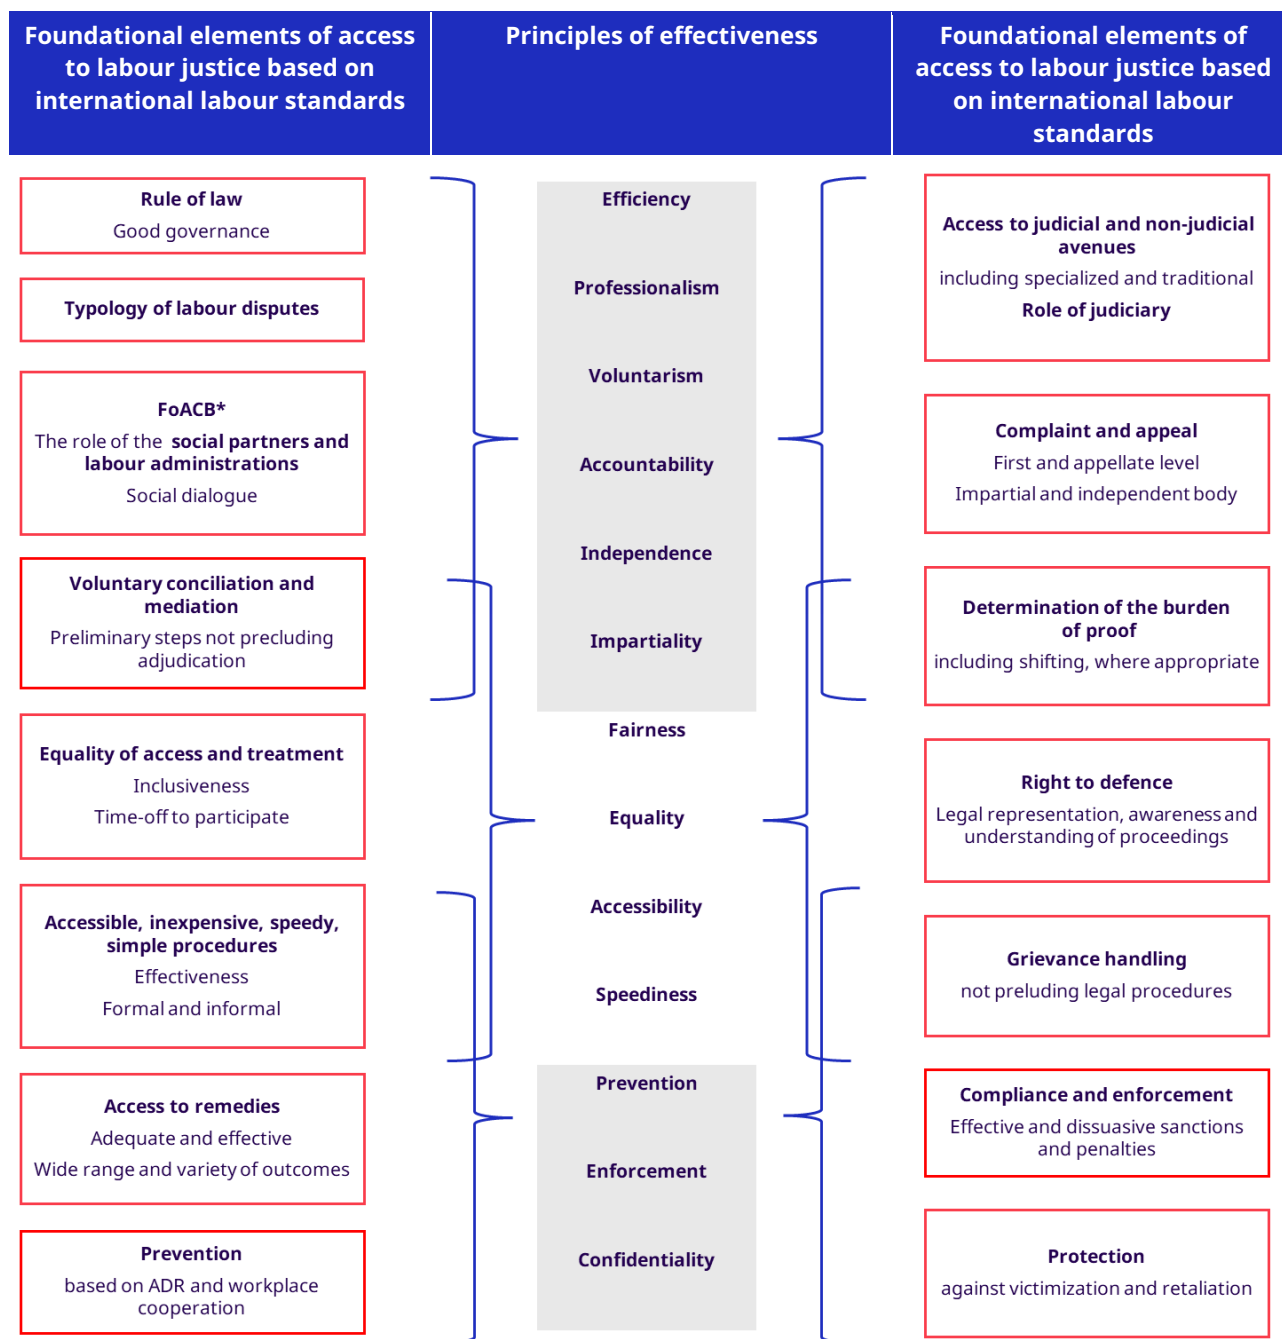 Foundational elements of access
to labour justice based on
international labour standards
Rule of law
Good governance
Typology of labour disputes
FoACB*
The role of the social partners and
labour administrations
Social dialogue
Voluntary conciliation and
mediation
Preliminary steps not precluding
adjudication
Equality of access and treatment
Inclusiveness
Time-off to participate
Accessible, inexpensive, speedy,
simple procedures
Effectiveness
Formal and informal
Access to remedies
Adequate and effective
Wide range and variety of outcomes
Prevention
based on ADR and workplace
cooperation
Principles of effectiveness
Efficiency
Professionalism
Voluntarism
Accountability
Independence
Impartiality
Fairness
Equality
Accessibility
Speediness
Prevention
Enforcement
Confidentiality
Foundational elements of
access to labour justice based
on international labour
standards
Access to judicial and non-judicial
avenues
including specialized and traditional
Role of judiciary
Complaint and appeal
First and appellate level
Impartial and independent body
Determination of the burden
of proof
including shifting, where appropriate
Right to defence
Legal representation, awareness and
understanding of proceedings
Grievance handling
not preluding legal procedures
Compliance and enforcement
Effective and dissuasive sanctions
and penalties
Protection
against victimization and retaliation